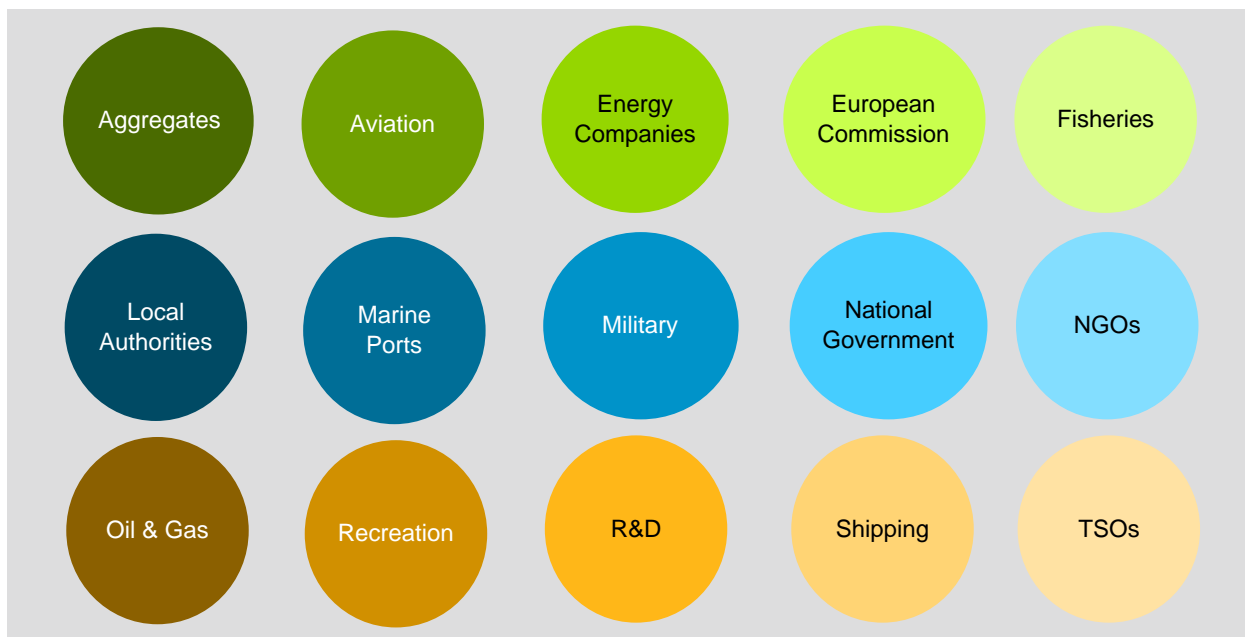 Aggregates
Aviation
Energy
Companies
European
Commission
Fisheries
Local
Authorities
Marine
Ports
Military
National
Government
NGOs
Oil & Gas
Recreation
R&D
Shipping
TSOs